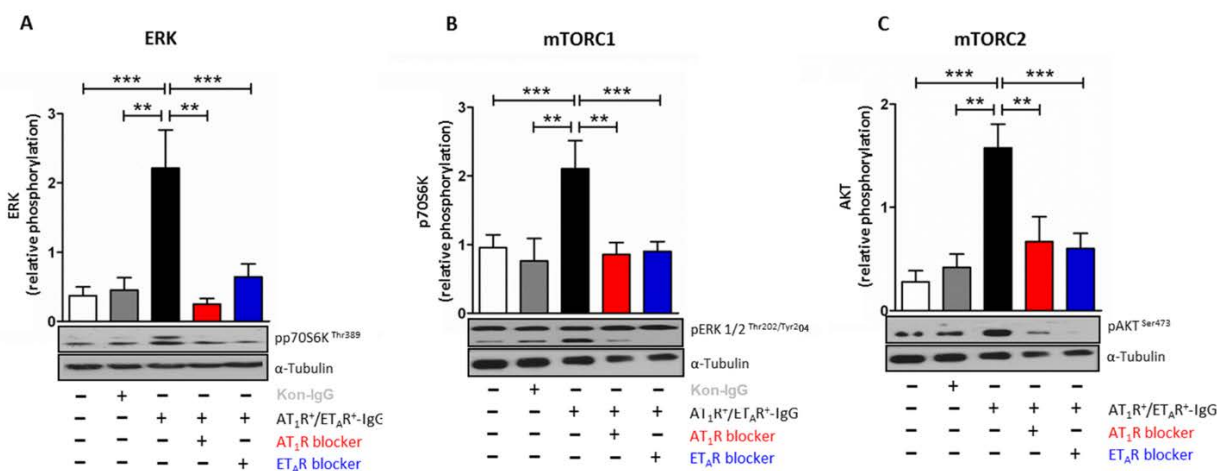 A
ERK
*** ***
** **
3
2
1
0
ERK
(relative phosphorylation)
pp70S6K Thr389
α-Tubulin
– + – – – Kon-IgG
– – + + + AT1R+/ETAR+-IgG
– – – + – AT1R blocker
– – – – + ETAR blocker
B
mTORC1
*** ***
** **
3
2
1
0
p70S6K
(relative phosphorylation)
pERK 1/2 Thr202/Tyr204
α-Tubulin
– + – – – Kon-IgG
– – + + + AT1R+/ETAR+-IgG
– – – + – AT1R blocker
– – – – + ETAR blocker
C
mTORC2
*** ***
** **
2
1
0
AKT
(relative phosphorylation)
pAKT Ser473
α-Tubulin
– + – – –
– – + + + AT1R+/ETAR+-IgG
– – – + – AT1R blocker
– – – – + ETAR blocker